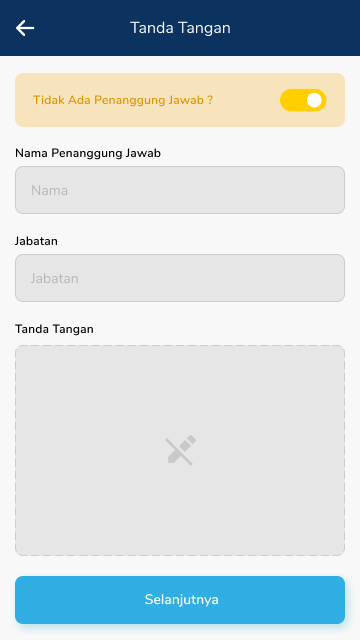 Tanda Tangan
Tidak Ada Penanggung Jawab ?
Nama Penanggung Jawab
Nama
Jabatan
Jabatan
Tanda Tangan
Selanjutnya